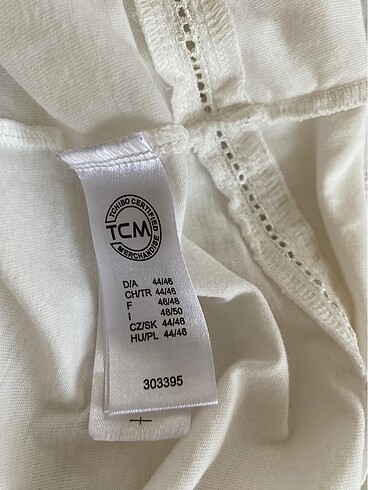 TCHIBO CERTIFIED
TCM
MERCHANDISE
D/A 44/46
CH/TR 44/46
F 46/48
I 48/50
CZ/SK 44/46
HU/PL 44/46
303395